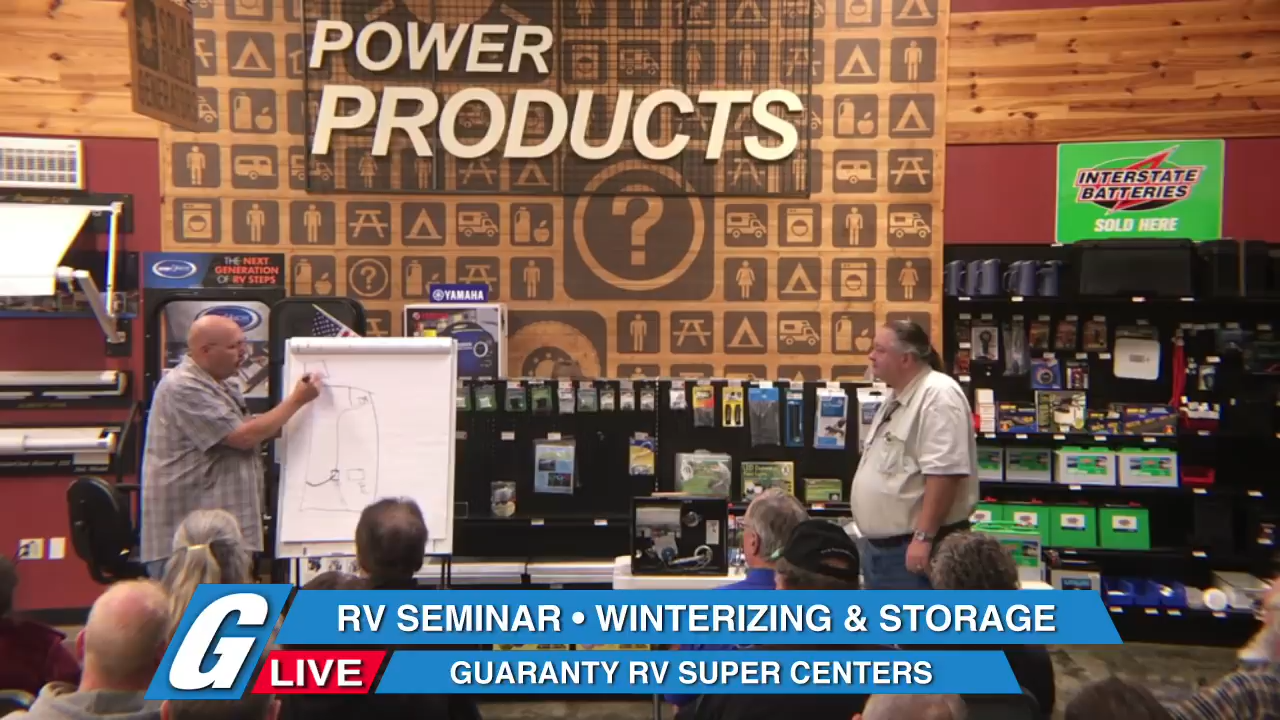 POWER
PRODUCTS
INTERSTATE
BATTERIES
SOLD HERE
THE NEXT
GENERATION
OF RV STEPS
YAMAHA
?
?
G
RV SEMINAR • WINTERIZING & STORAGE
LIVE
GUARANTY RV SUPER CENTERS